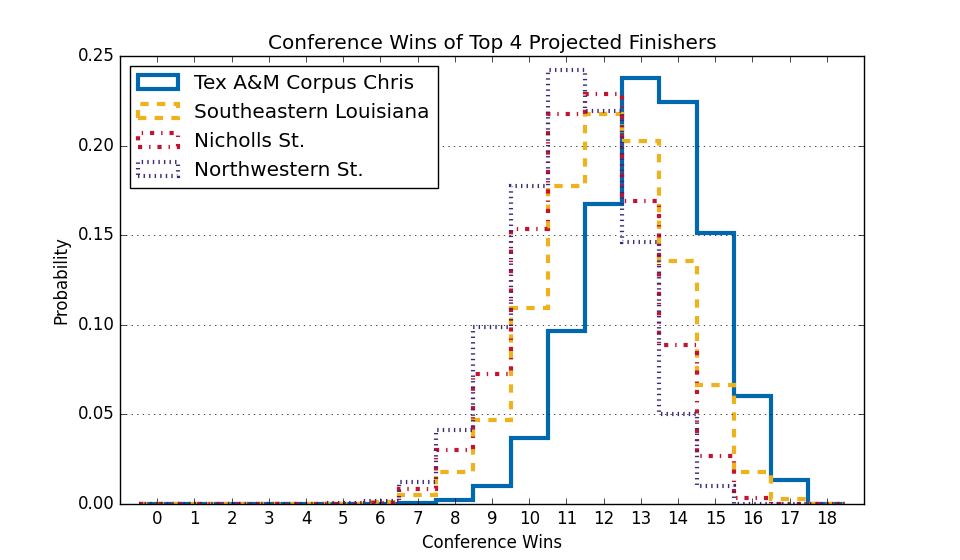 Conference Wins of Top 4 Projected Finishers
0.25
0.20
0.15
0.10
0.05
0.00
Probability
Tex A&M Corpus Chris
Southeastern Louisiana
Nicholls St.
Northwestern St.
0 1 2 3 4 5 6 7 8 9 10 11 12 13 14 15 16 17 18
Conference Wins